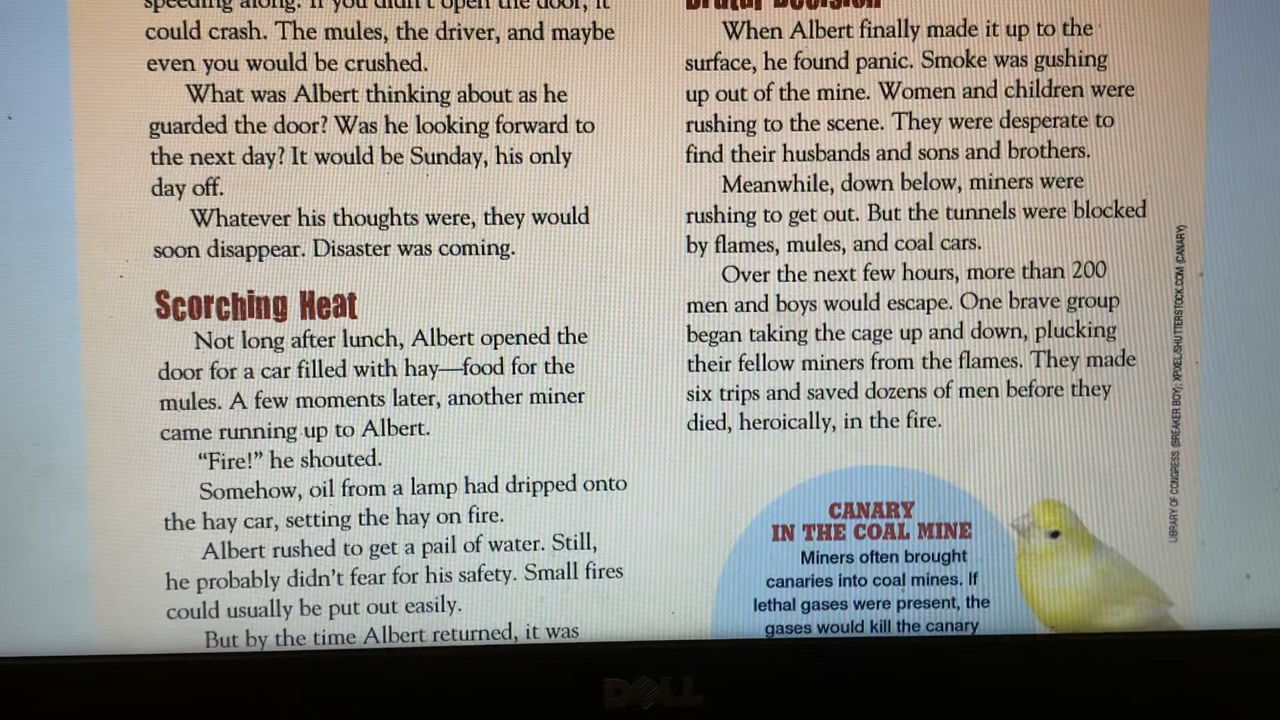 speeding along. If you didn't open the door, it
could crash. The mules, the driver, and maybe
even you would be crushed.
What was Albert thinking about as he
guarded the door? Was he looking forward to
the next day? It would be Sunday, his only
day off.
Whatever his thoughts were, they would
soon disappear. Disaster was coming.
Scorching Heat
Not long after lunch, Albert opened the
door for a car filled with hay—food for the
mules. A few moments later, another miner
came running up to Albert.
“Fire!” he shouted.
Somehow, oil from a lamp had dripped onto
the hay car, setting the hay on fire.
Albert rushed to get a pail of water. Still,
he probably didn't fear for his safety. Small fires
could usually be put out easily.
But by the time Albert returned, it was
Brutal Decision
When Albert finally made it up to the
surface, he found panic. Smoke was gushing
up out of the mine. Women and children were
rushing to the scene. They were desperate to
find their husbands and sons and brothers.
Meanwhile, down below, miners were
rushing to get out. But the tunnels were blocked
by flames, mules, and coal cars.
Over the next few hours, more than 200
men and boys would escape. One brave group
began taking the cage up and down, plucking
their fellow miners from the flames. They made
six trips and saved dozens of men before they
died, heroically, in the fire.
CANARY
IN THE COAL MINE
Miners often brought
canaries into coal mines. If
lethal gases were present, the
gases would kill the canary
LIBRARY OF CONGRESS (BREAKER BOY); XPIXEL/SHUTTERSTOCK.COM (CANARY)
DELL